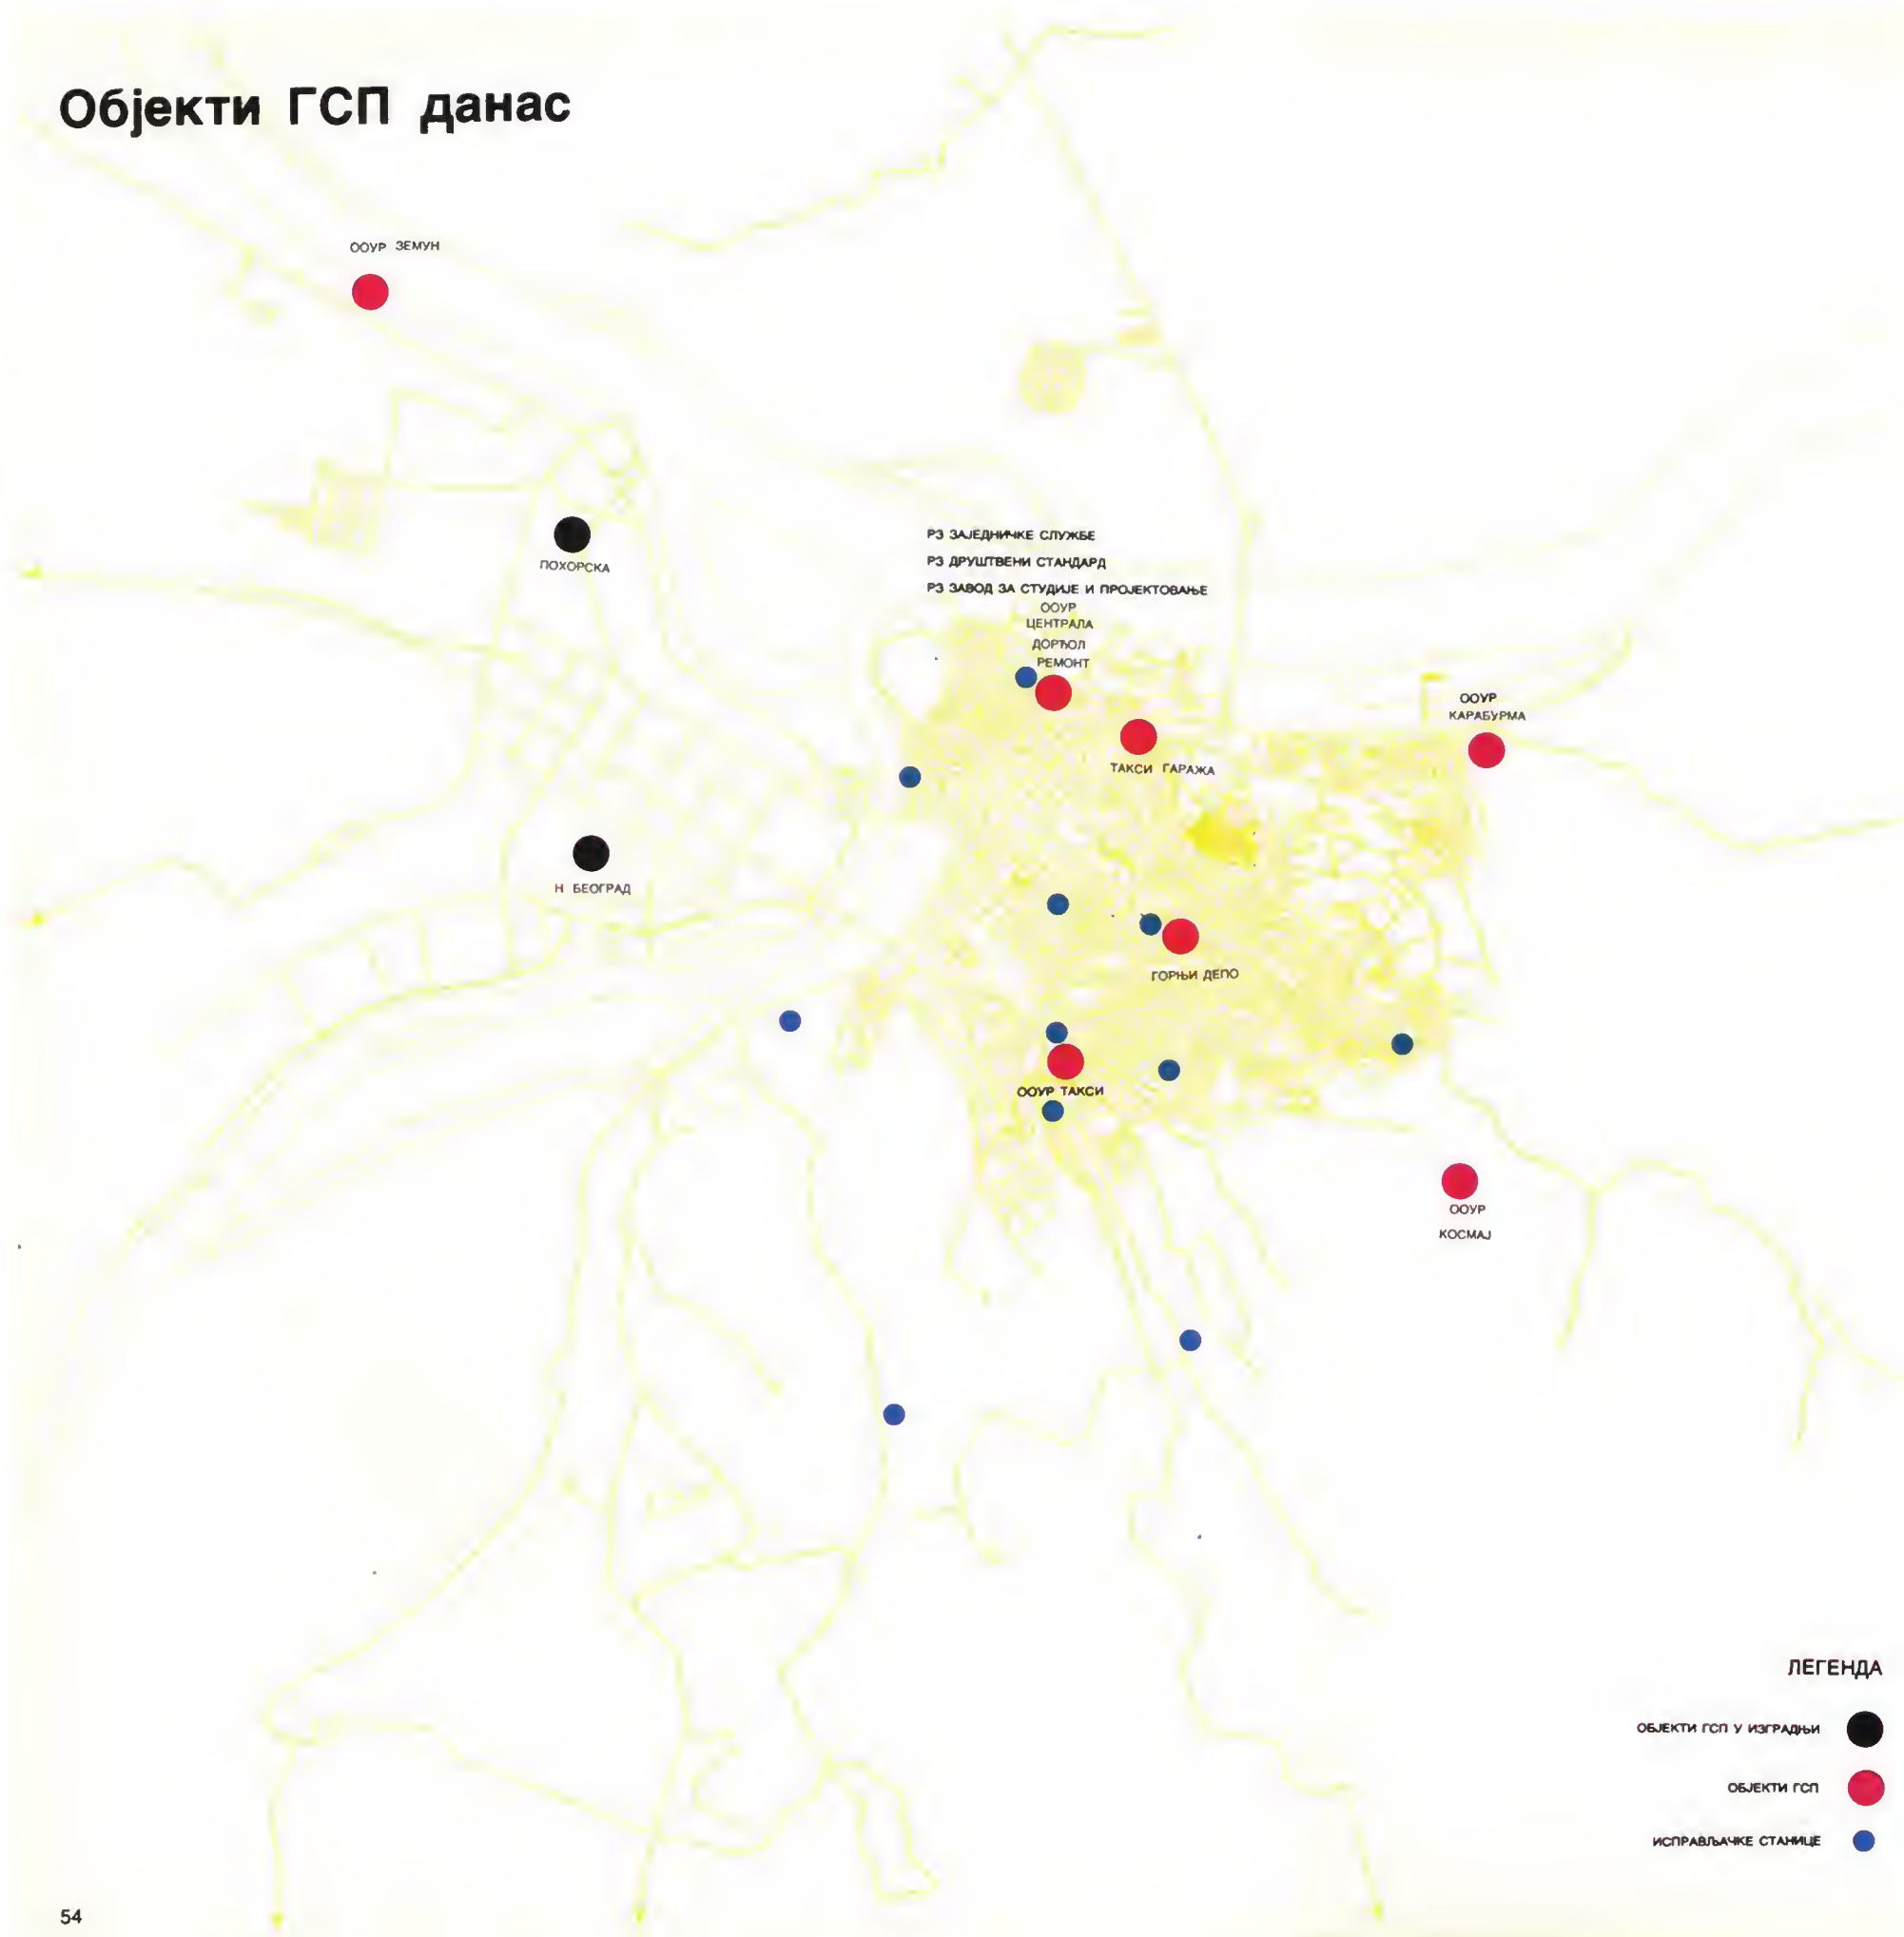 Објекти ГСП данас
ООУР ЗЕМУН
ПОХОРСКА
РЗ ЗАЈЕДНИЧКЕ СЛУЖБЕ
РЗ ДРУШТВЕНИ СТАНДАРД
РЗ ЗАВОД ЗА СТУДИЈЕ И ПРОЈЕКТОВАЊЕ
ООУР
ЦЕНТРАЛА
ДОРЋОЛ
РЕМОНТ
ООУР
КАРАБУРМА
ТАКСИ ГАРАЖА
Н БЕОГРАД
ГОРЊИ ДЕПО
ООУР ТАКСИ
ООУР
КОСМАЈ
ЛЕГЕНДА
ОБЈЕКТИ ГСП У ИЗГРАДЊИ
ОБЈЕКТИ ГСП
ИСПРАВЉАЧКЕ СТАНИЦЕ
54